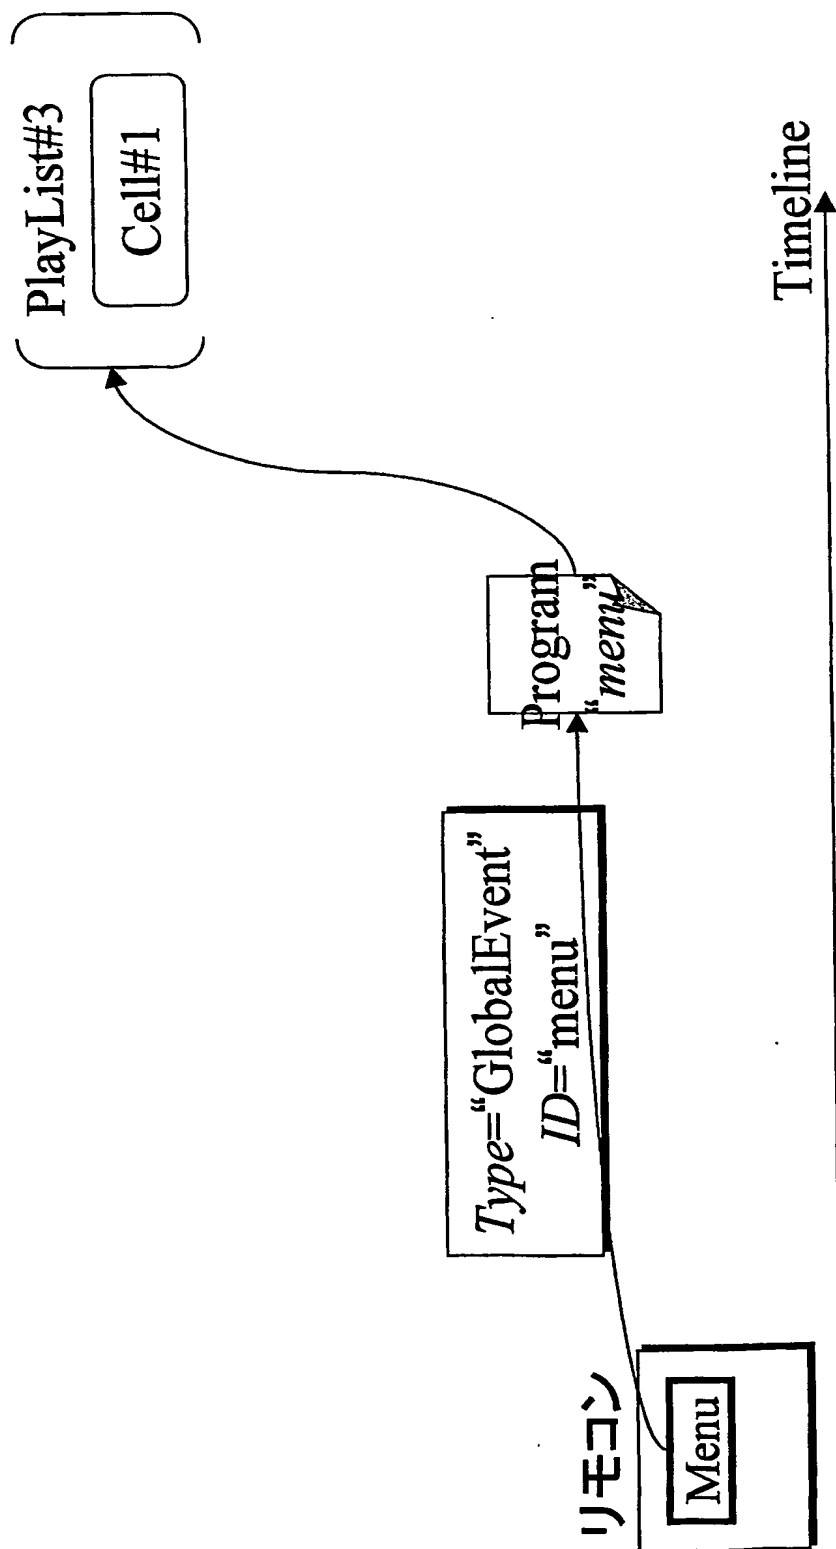 リモコン
Menu
Type=“GlobalEvent”
ID=“menu”
Program
“menu”
PlayList#3
Cell#1
Timeline